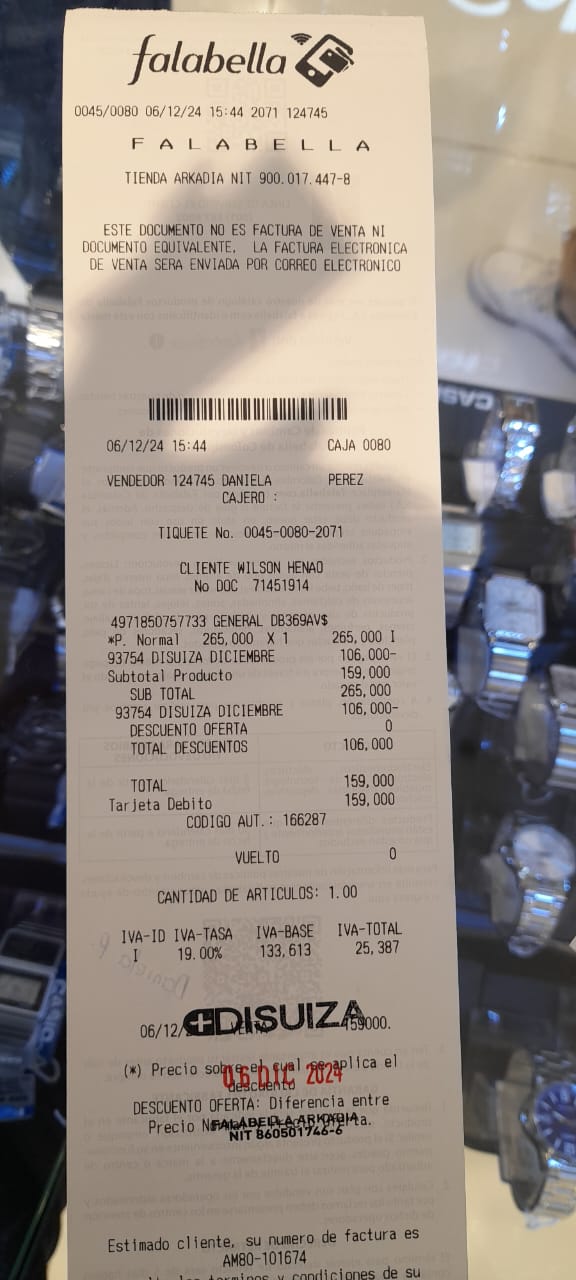 falabella
0045/0080 06/12/24 15:44 2071 124745
F A L A B E L L A
TIENDA ARKADIA NIT 900.017.447-8
ESTE DOCUMENTO NO ES FACTURA DE VENTA NI
DOCUMENTO EQUIVALENTE. LA FACTURA ELECTRONICA
DE VENTA SERA ENVIADA POR CORREO ELECTRONICO
06/12/24 15:44 CAJA 0080
VENDEDOR 124745 DANIELA PEREZ
CAJERO :
TIQUETE No. 0045-0080-2071
CLIENTE WILSON HENAO
No DOC 71451914
4971850757733 GENERAL DB369AV$
*P. Normal 265,000 X 1 265,000 I
93754 DISUIZA DICIEMBRE 106,000-
Subtotal Producto 159,000
SUB TOTAL 265,000
93754 DISUIZA DICIEMBRE 106,000-
DESCUENTO OFERTA 0
TOTAL DESCUENTOS 106,000
TOTAL 159,000
Tarjeta Debito 159,000
CODIGO AUT.: 166287
VUELTO 0
CANTIDAD DE ARTICULOS: 1.00
IVA-ID IVA-TASA IVA-BASE IVA-TOTAL
I 19.00% 133,613 25,387
DISUIZA
06/12/ VENTA 159000.
(*) Precio sobre el cual se aplica el
06 DIC 2024
descuento
DESCUENTO OFERTA: Diferencia entre
Precio
FALABELLA ARKADIA
NIT 860501746-6
Estimado cliente, su numero de factura es
AM80-101674
terminos y condiciones de su
CASIO